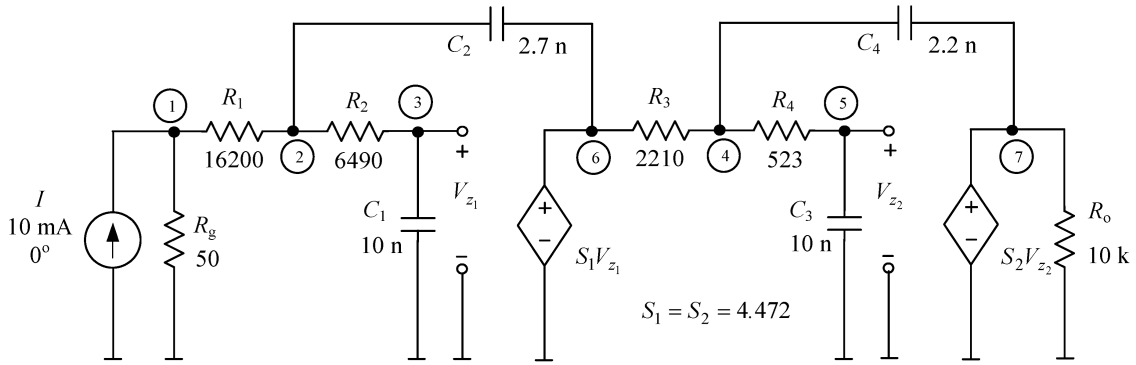 C2 2.7 n
C4 2.2 n
1 R1 R2 3
16200 2 6490
R3 R4 5
6 2210 4 523 7
I
10 mA
0°
Rg
50
C1
10 n
+
Vz1
−
+
−
S1Vz1
C3
10 n
+
Vz2
−
+
−
S2Vz2
Ro
10 k
S1 = S2 = 4.472